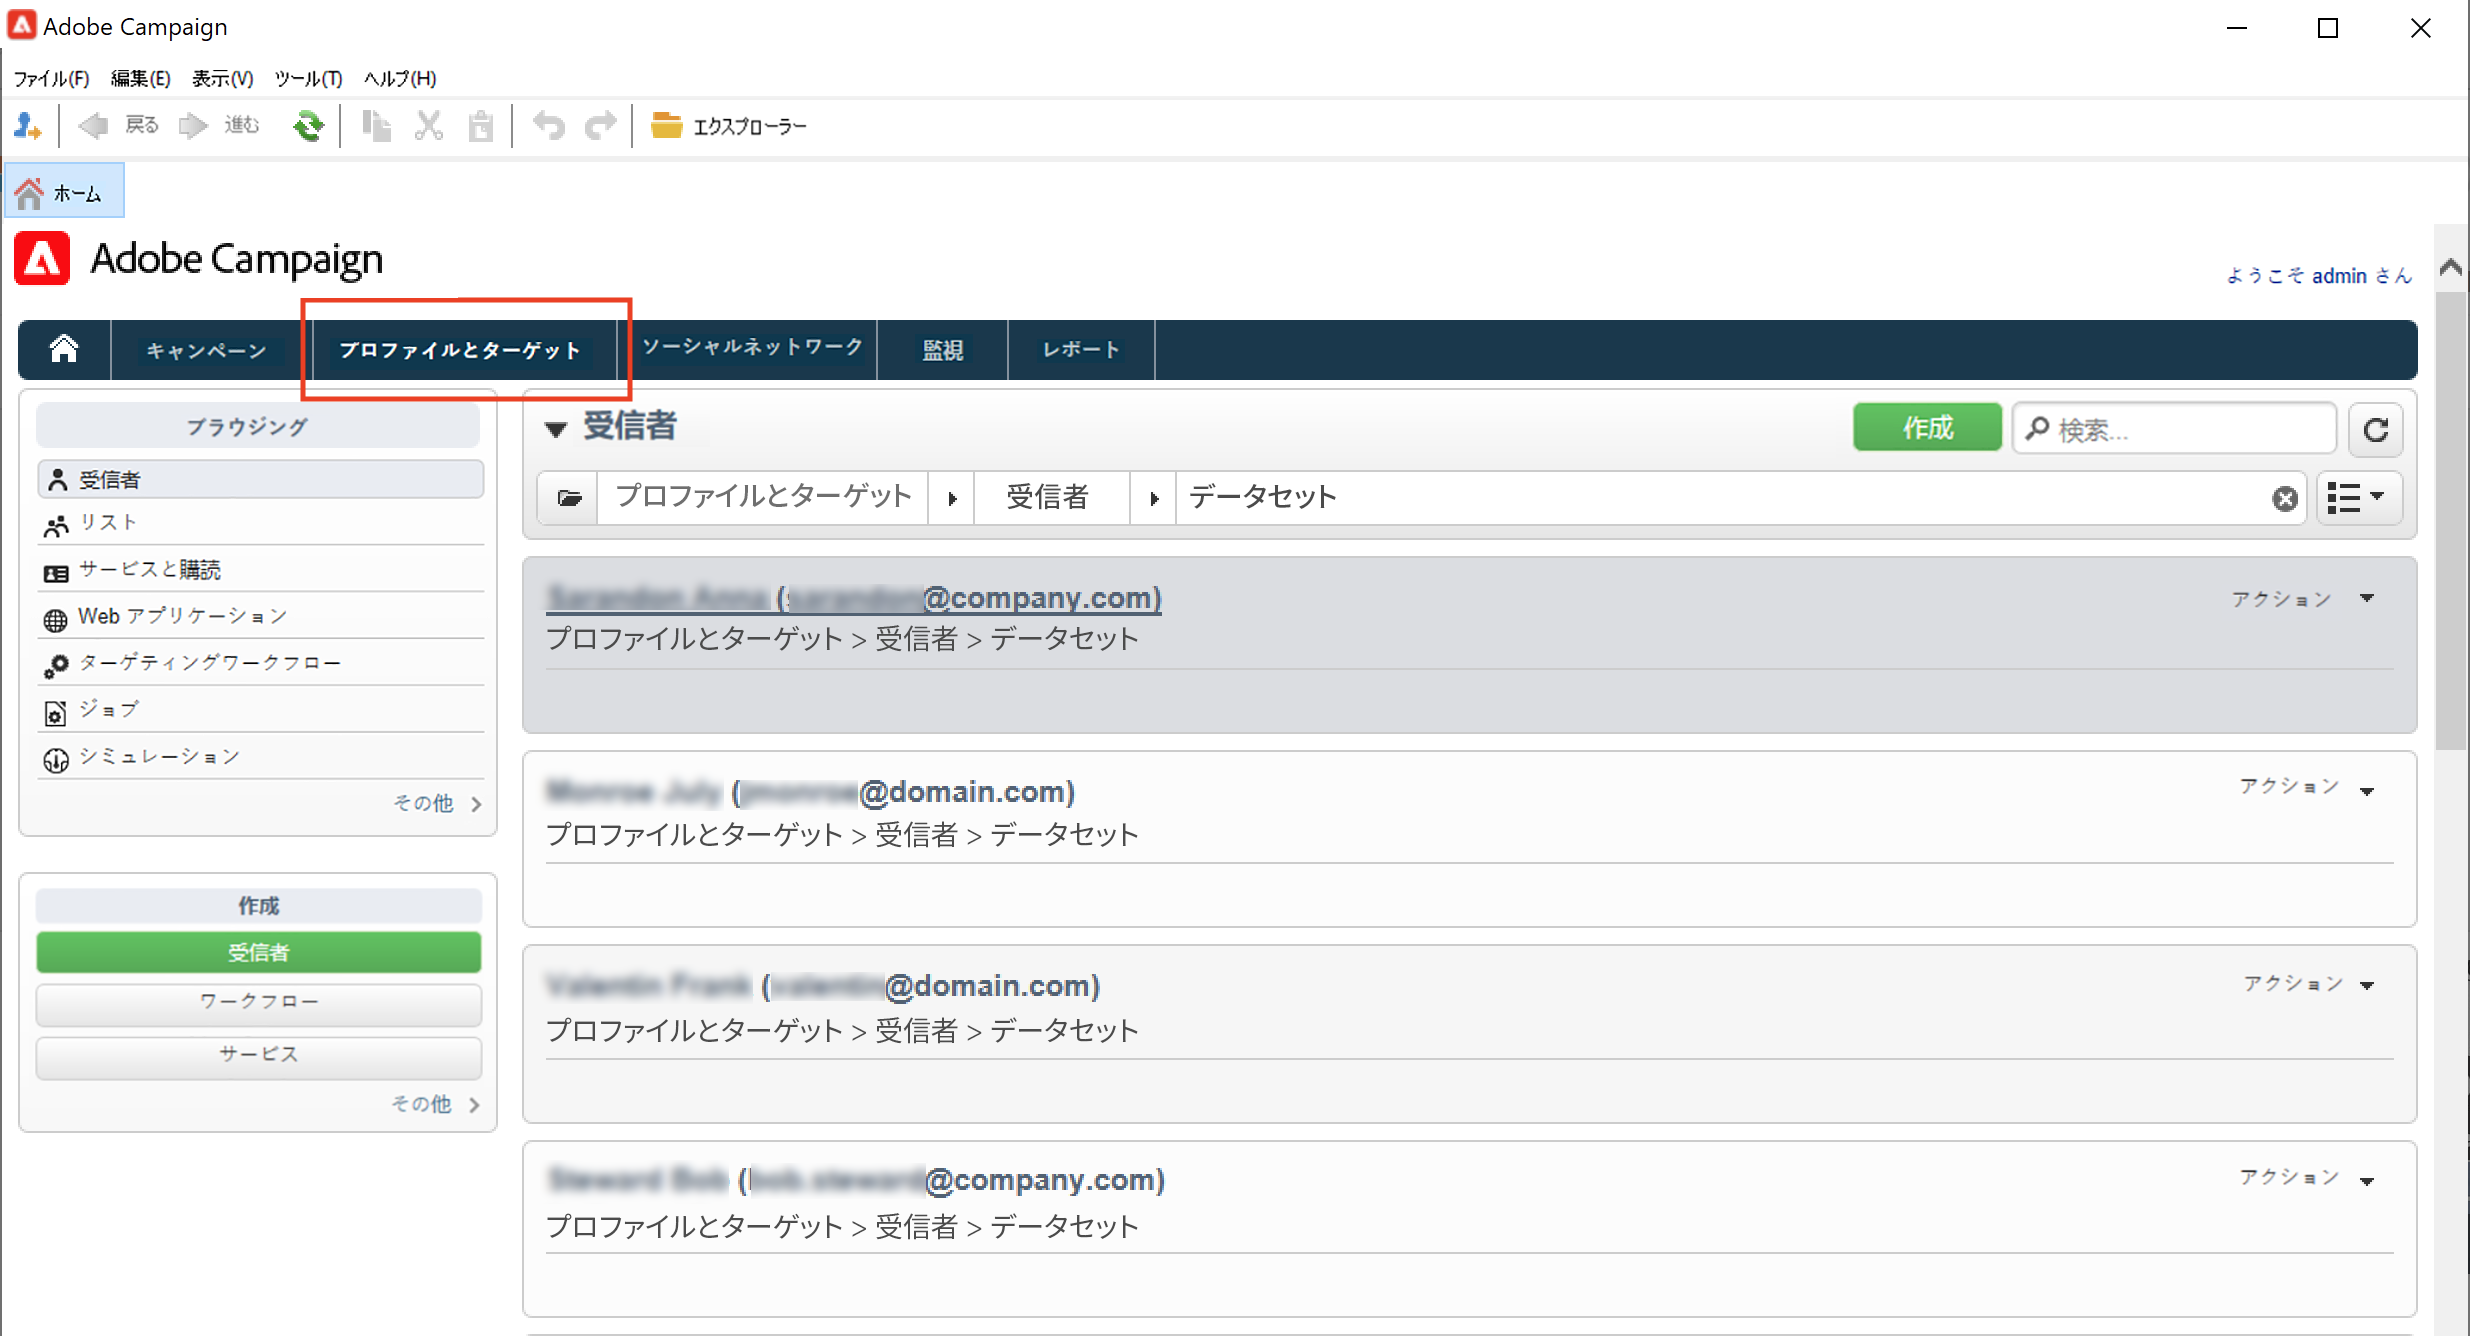 Adobe Campaign
ファイル(F) 編集(E) 表示(V) ツール(T) ヘルプ(H)
戻る 進む エクスプローラー
ホーム
Adobe Campaign
ようこそ admin さん
キャンペーン プロファイルとターゲット ソーシャルネットワーク 監視 レポート
ブラウジング
受信者
リスト
サービスと購読
Web アプリケーション
ターゲティングワークフロー
ジョブ
シミュレーション
その他
作成
受信者
ワークフロー
サービス
その他
受信者 作成 検索...
プロファイルとターゲット 受信者 データセット
@company.com) アクション
プロファイルとターゲット > 受信者 > データセット
@domain.com) アクション
プロファイルとターゲット > 受信者 > データセット
@domain.com) アクション
プロファイルとターゲット > 受信者 > データセット
@company.com) アクション
プロファイルとターゲット > 受信者 > データセット